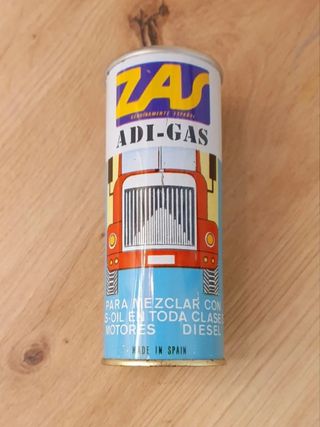 ZAS
GENUINAMENTE ESPAÑOL
ADI-GAS
PARA MEZCLAR CON
S-OIL EN TODA CLASE
MOTORES DIESEL
MADE IN SPAIN